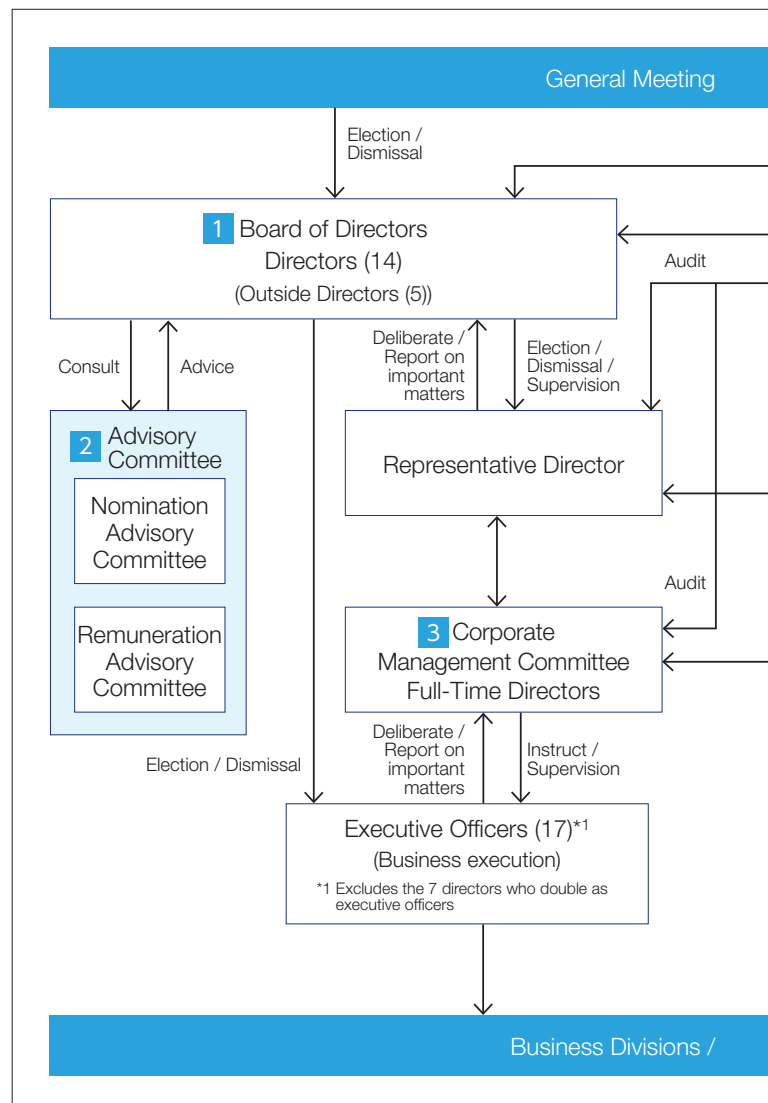 General Meeting
Election /
Dismissal
1 Board of Directors
Directors (14)
(Outside Directors (5))
Audit
Consult
Advice
Deliberate /
Report on
important
matters
Election /
Dismissal /
Supervision
2 Advisory
Committee
Nomination
Advisory
Committee
Remuneration
Advisory
Committee
Representative Director
Audit
3 Corporate
Management Committee
Full-Time Directors
Election / Dismissal
Deliberate /
Report on
important
matters
Instruct /
Supervision
Executive Officers (17)*1
(Business execution)
*1 Excludes the 7 directors who double as
executive officers
Business Divisions /